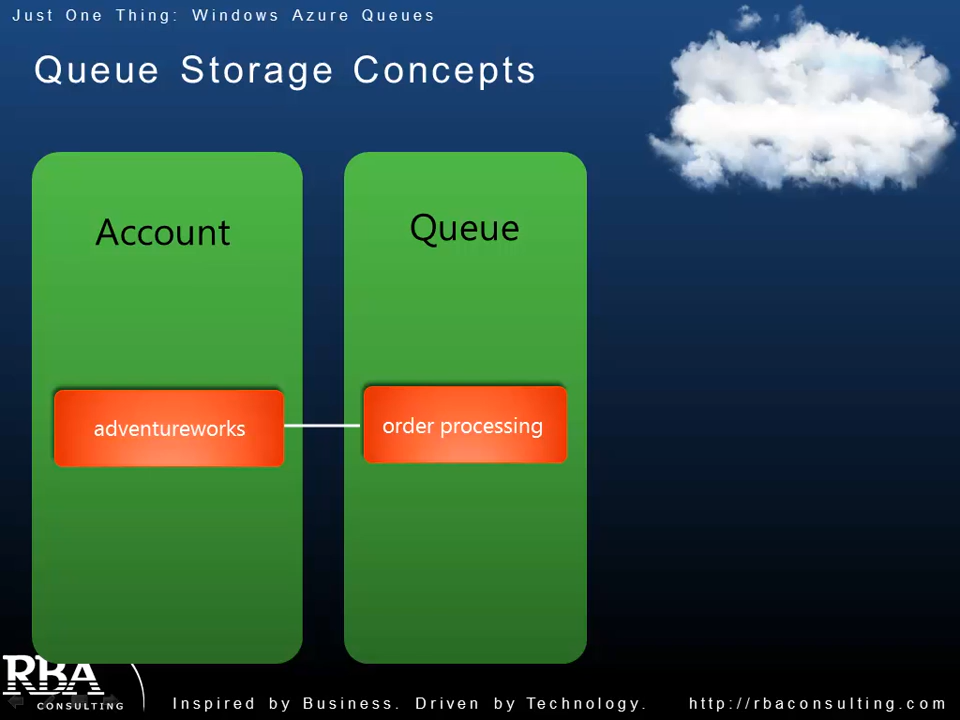 Just One Thing: Windows Azure Queues
Queue Storage Concepts
Account
Queue
adventureworks
order processing
RBA
CONSULTING
Inspired by Business. Driven by Technology.
http://rbaconsulting.com